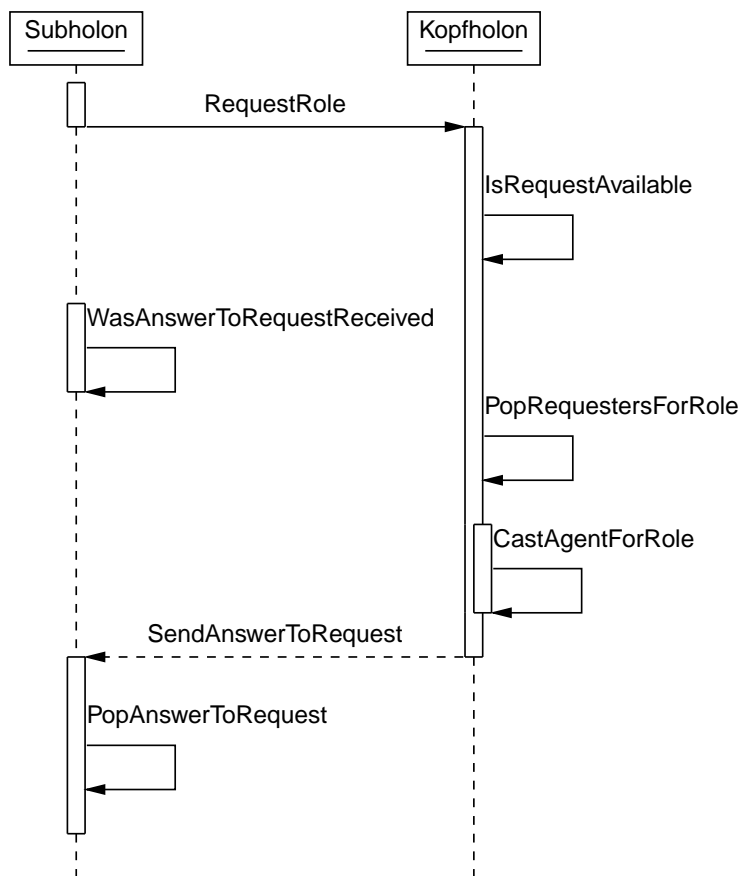 Subholon
Kopfholon
RequestRole
IsRequestAvailable
WasAnswerToRequestReceived
PopRequestersForRole
CastAgentForRole
SendAnswerToRequest
PopAnswerToRequest